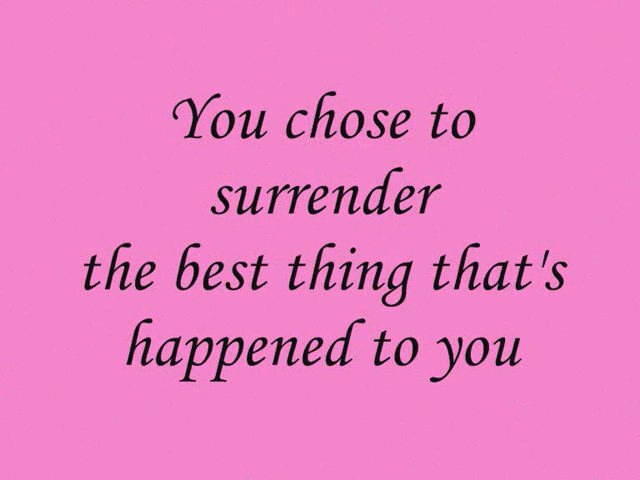 You chose to
surrender
the best thing that's
happened to you